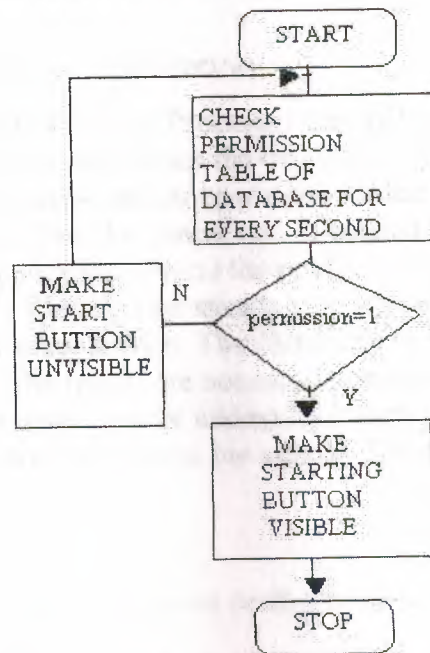 START
CHECK
PERMISSION
TABLE OF
DATABASE FOR
EVERY SECOND
permission=1
N
MAKE
START
BUTTON
UNVISIBLE
Y
MAKE
STARTING
BUTTON
VISIBLE
STOP